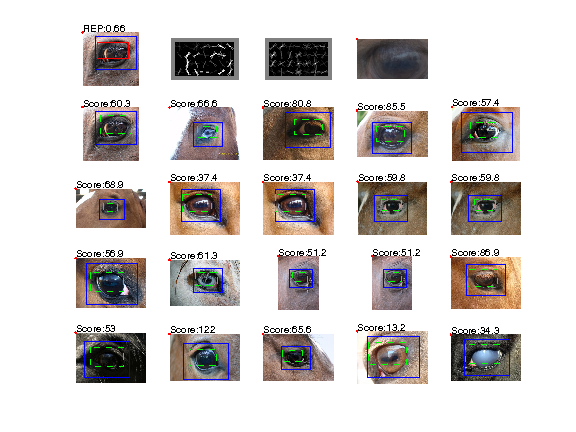 REP:0.66
Score:60.3
Score:66.6
Score:80.8
Score:85.5
Score:57.4
Score:68.9
Score:37.4
Score:37.4
Score:59.8
Score:59.8
Score:56.9
Score:61.3
Score:51.2
Score:51.2
Score:86.9
Score:53
Score:122
Score:65.6
Score:13.2
Score:34.3